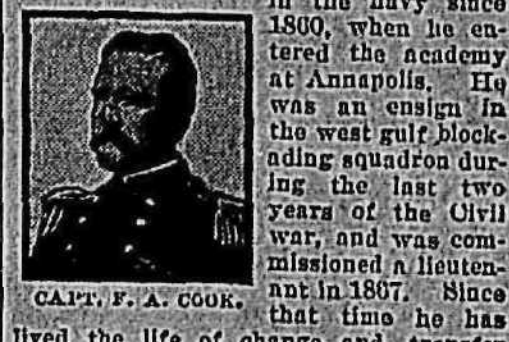 in the navy since
1860, when he en-
tered the academy
at Annapolis. He
was an ensign in
the west gulf block-
ading squadron dur-
ing the last two
years of the Civil
war, and was com-
missioned a lieuten-
ant in 1867. Since
that time he has
lived the life of change and transfer
CAPT. F. A. COOK.